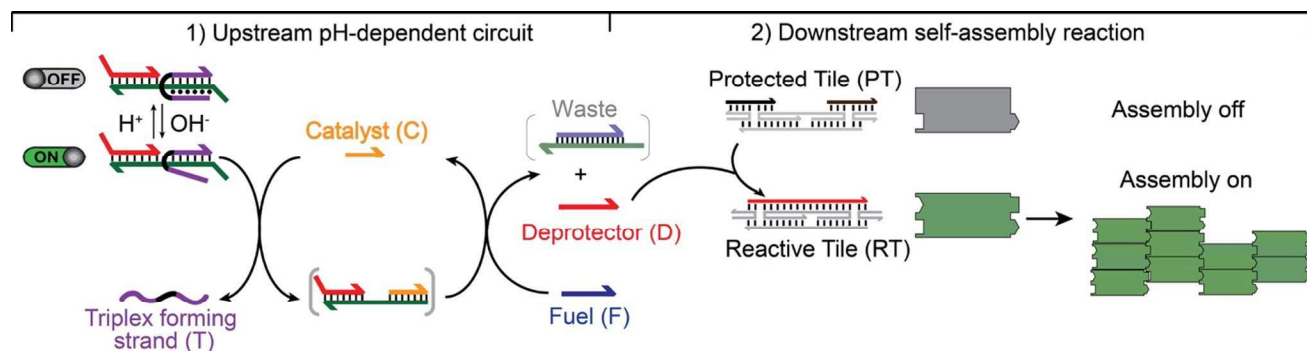 1) Upstream pH-dependent circuit
2) Downstream self-assembly reaction
OFF
H⁺
OH⁻
ON
Catalyst (C)
Waste
+
Deprotector (D)
Triplex forming
strand (T)
Fuel (F)
Protected Tile (PT)
Reactive Tile (RT)
Assembly off
Assembly on